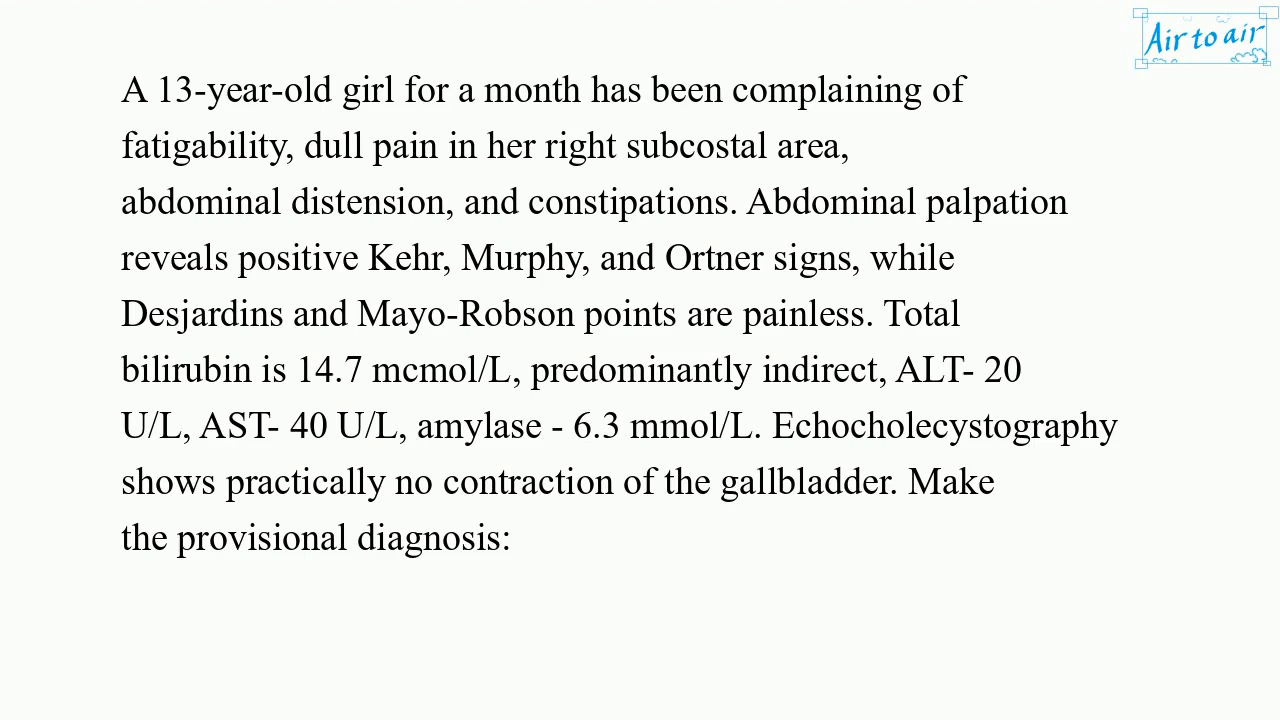 Air to air
A 13-year-old girl for a month has been complaining of
fatigability, dull pain in her right subcostal area,
abdominal distension, and constipations. Abdominal palpation
reveals positive Kehr, Murphy, and Ortner signs, while
Desjardins and Mayo-Robson points are painless. Total
bilirubin is 14.7 mcmol/L, predominantly indirect, ALT- 20
U/L, AST- 40 U/L, amylase - 6.3 mmol/L. Echocholecystography
shows practically no contraction of the gallbladder. Make
the provisional diagnosis: